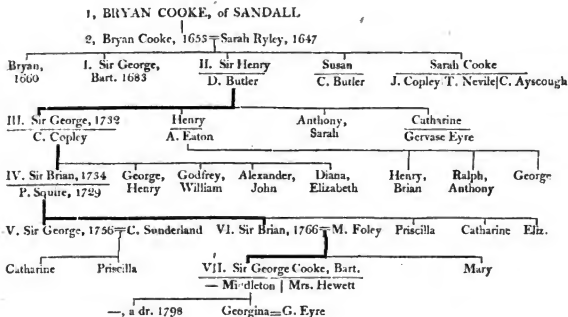 1, BRYAN COOKE, of SANDALL
2, Bryan Cooke, 1653=Sarah Ryley, 1647
Bryan, I. Sir George, II. Sir Henry Susan Sarah Cooke
1660 Bart. 1683 D. Butler C. Butler J. Copley T. Nevile|C. Ayscough
III. Sir George, 1732 Henry Anthony, Catharine
C. Copley A. Eaton Sarah Gervase Eyre
IV. Sir Brian, 1734 George, Godfrey, Alexander, Diana, Henry, Ralph, George
P. Squire, 1729 Henry William John Elizabeth Brian Anthony
V. Sir George, 1756=C. Sunderland VI. Sir Brian, 1766=M. Foley Priscilla Catharine Eliz.
Catharine Priscilla VII. Sir George Cooke, Bart. Mary
— Middleton | Mrs. Hewett
—, a dr. 1798 Georgina=G. Eyre